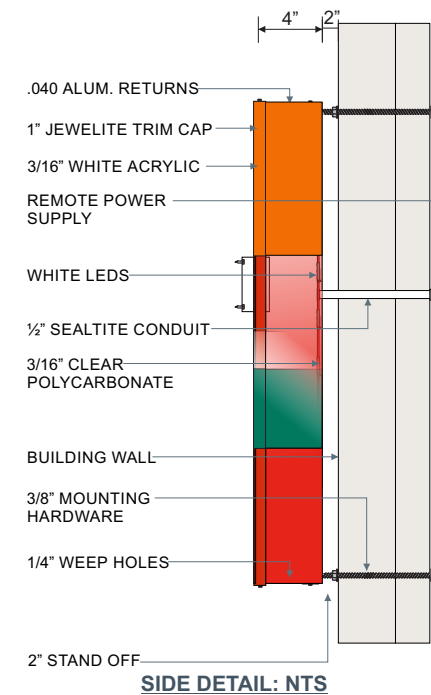 4” 2”
.040 ALUM. RETURNS
1” JEWELITE TRIM CAP
3/16” WHITE ACRYLIC
REMOTE POWER
SUPPLY
WHITE LEDS
½” SEALTITE CONDUIT
3/16” CLEAR
POLYCARBONATE
BUILDING WALL
3/8” MOUNTING
HARDWARE
1/4” WEEP HOLES
2” STAND OFF
SIDE DETAIL: NTS